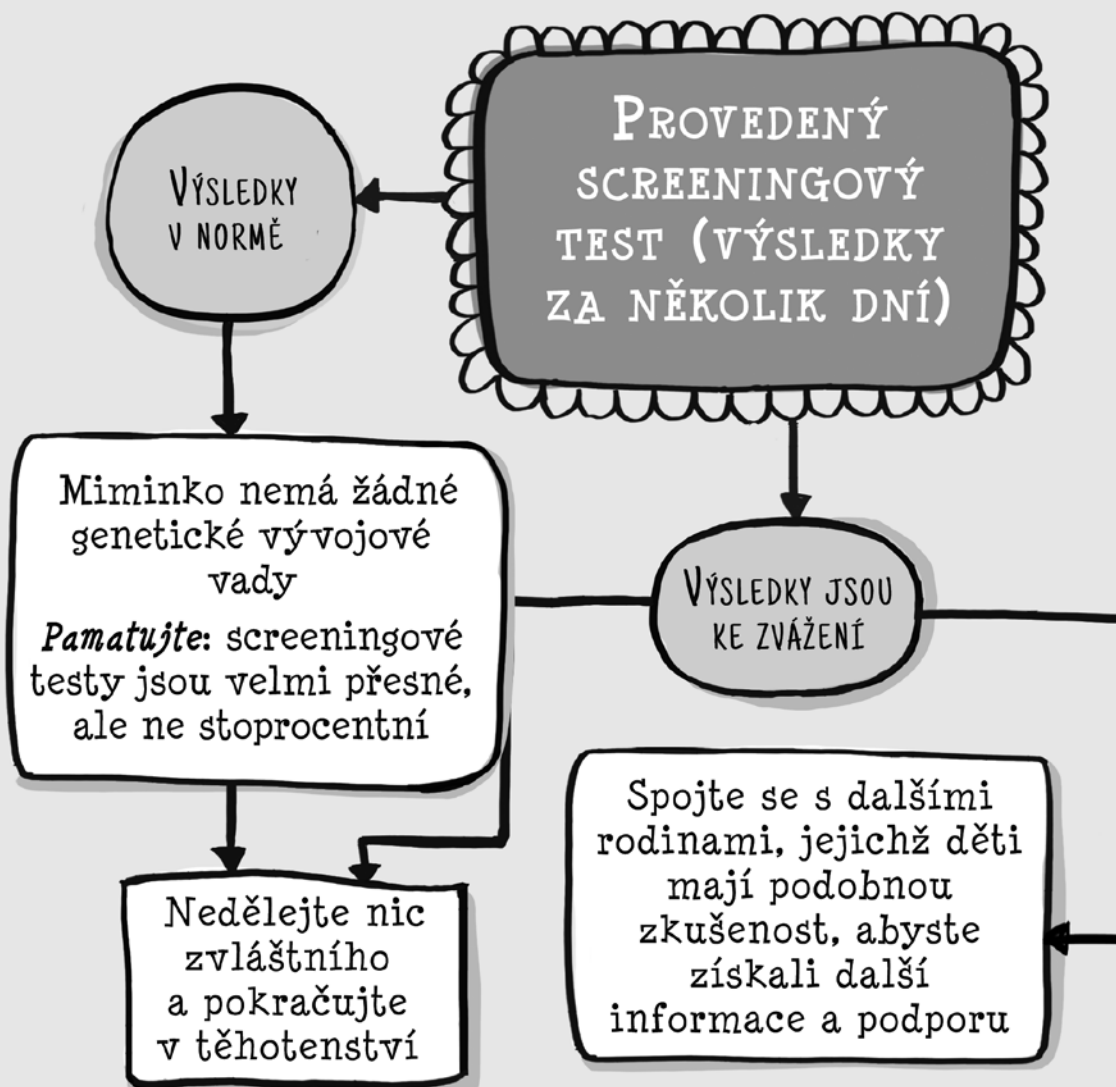 PROVEDENÝ
SCREENINGOVÝ
TEST (VÝSLEDKY
ZA NĚKOLIK DNÍ)
VÝSLEDKY
V NORMĚ
Miminko nemá žádné
genetické vývojové
vady
Pamatujte: screeningové
testy jsou velmi přesné,
ale ne stoprocentní
VÝSLEDKY JSOU
KE ZVÁŽENÍ
Nedělejte nic
zvláštního
a pokračujte
v těhotenství
Spojte se s dalšími
rodinami, jejichž děti
mají podobnou
zkušenost, abyste
získali další
informace a podporu